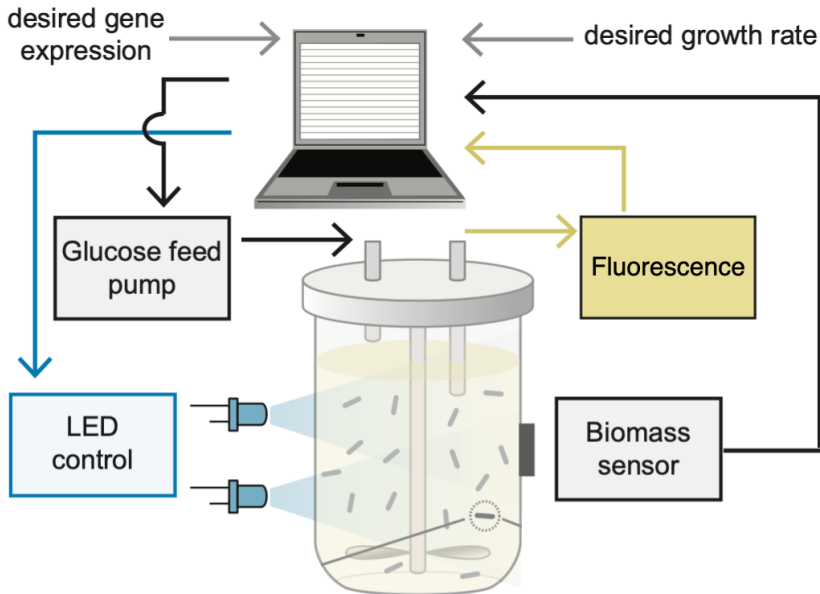 desired gene
expression
desired growth rate
Glucose feed
pump
Fluorescence
LED
control
Biomass
sensor